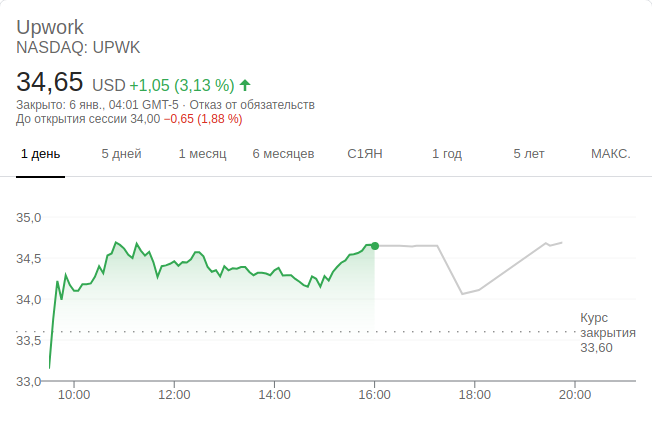 Upwork
NASDAQ: UPWK
34,65 USD +1,05 (3,13 %)
Закрыто: 6 янв., 04:01 GMT-5 · Отказ от обязательств
До открытия сессии 34,00 −0,65 (1,88 %)
1 день 5 дней 1 месяц 6 месяцев С1ЯН 1 год 5 лет МАКС.
35,0
34,5
34,0
Курс
закрытия
33,60
33,5
33,0
10:00 12:00 14:00 16:00 18:00 20:00